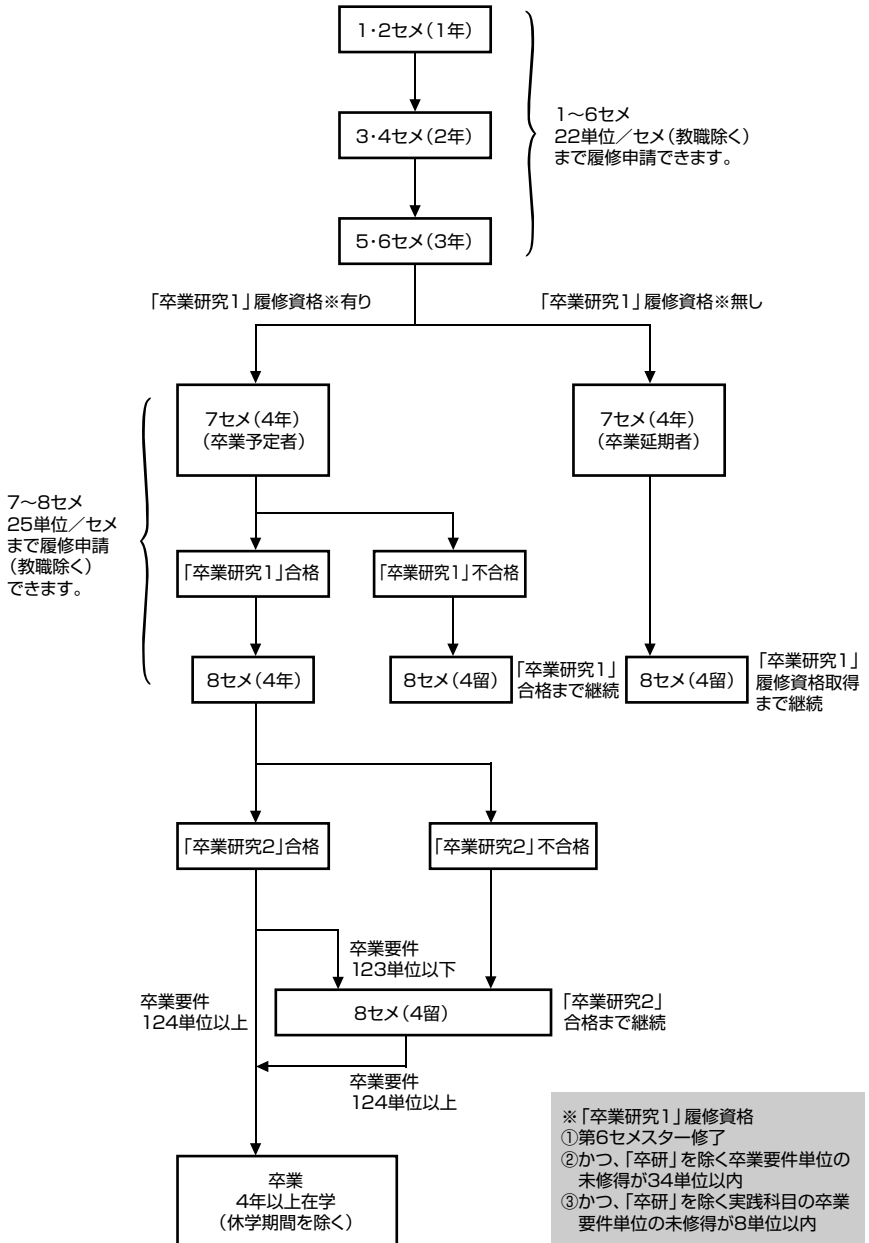 1・2セメ(1年)
1～6セメ
22単位／セメ(教職除く)
まで履修申請できます。
3・4セメ(2年)
5・6セメ(3年)
「卒業研究1」履修資格※有り
「卒業研究1」履修資格※無し
7セメ(4年)
(卒業予定者)
7セメ(4年)
(卒業延期者)
7～8セメ
25単位／セメ
まで履修申請
(教職除く)
できます。
「卒業研究1」合格
「卒業研究1」不合格
8セメ(4年)
8セメ(4留)
「卒業研究1」
合格まで継続
8セメ(4留)
「卒業研究1」
履修資格取得
まで継続
「卒業研究2」合格
「卒業研究2」不合格
卒業要件
123単位以下
卒業要件
124単位以上
8セメ(4留)
「卒業研究2」
合格まで継続
卒業要件
124単位以上
卒業
4年以上在学
(休学期間を除く)
※「卒業研究1」履修資格
①第6セメスター修了
②かつ、「卒研」を除く卒業要件単位の
未修得が34単位以内
③かつ、「卒研」を除く実践科目の卒業
要件単位の未修得が8単位以内